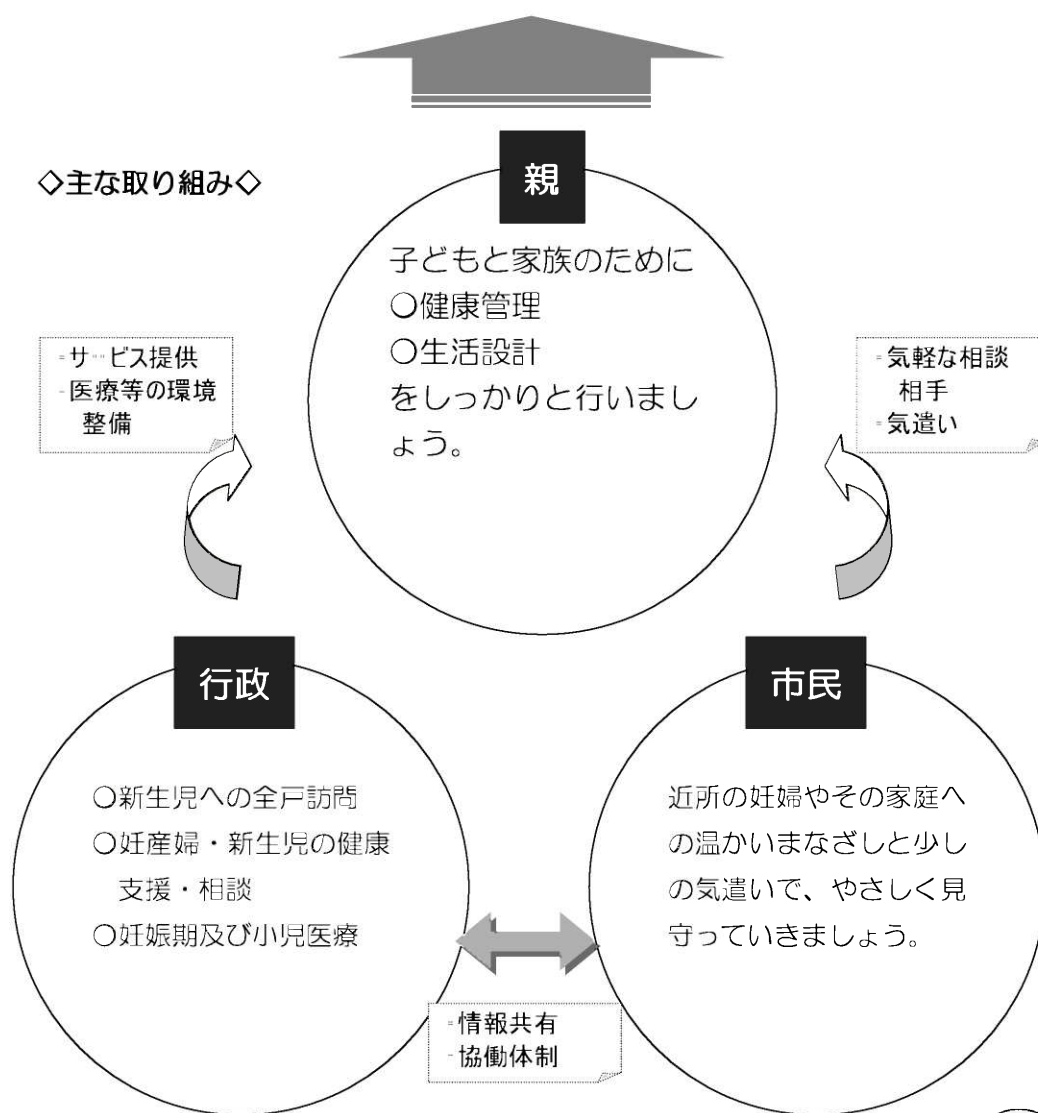 ◇主な取り組み◇
親
子どもと家族のために
○健康管理
○生活設計
をしっかりと行いまし
ょう。
・サービス提供
・医療等の環境
整備
・気軽な相談
相手
・気遣い
行政
○新生児への全戸訪問
○妊産婦・新生児の健康
支援・相談
○妊娠期及び小児医療
市民
近所の妊婦やその家庭へ
の温かいまなざしと少し
の気遣いで、やさしく見
守っていきましょう。
・情報共有
・協働体制